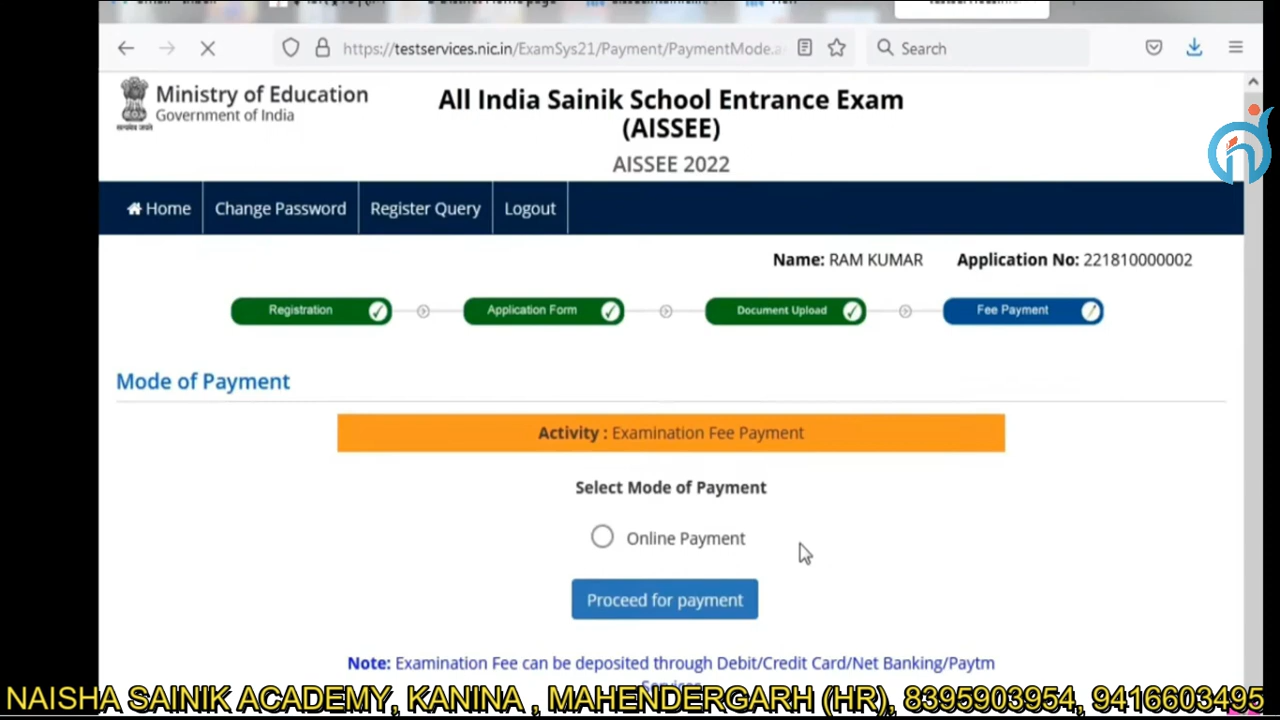 https://testservices.nic.in/ExamSys21/Payment/PaymentMode.a
Search
Ministry of Education
Government of India
सत्यमेव जयते
All India Sainik School Entrance Exam
(AISSEE)
AISSEE 2022
Home
Change Password
Register Query
Logout
Name: RAM KUMAR
Application No: 221810000002
Registration
Application Form
Document Upload
Fee Payment
Mode of Payment
Activity : Examination Fee Payment
Select Mode of Payment
Online Payment
Proceed for payment
Note: Examination Fee can be deposited through Debit/Credit Card/Net Banking/Paytm
Services
NAISHA SAINIK ACADEMY, KANINA , MAHENDERGARH (HR), 8395903954, 9416603495